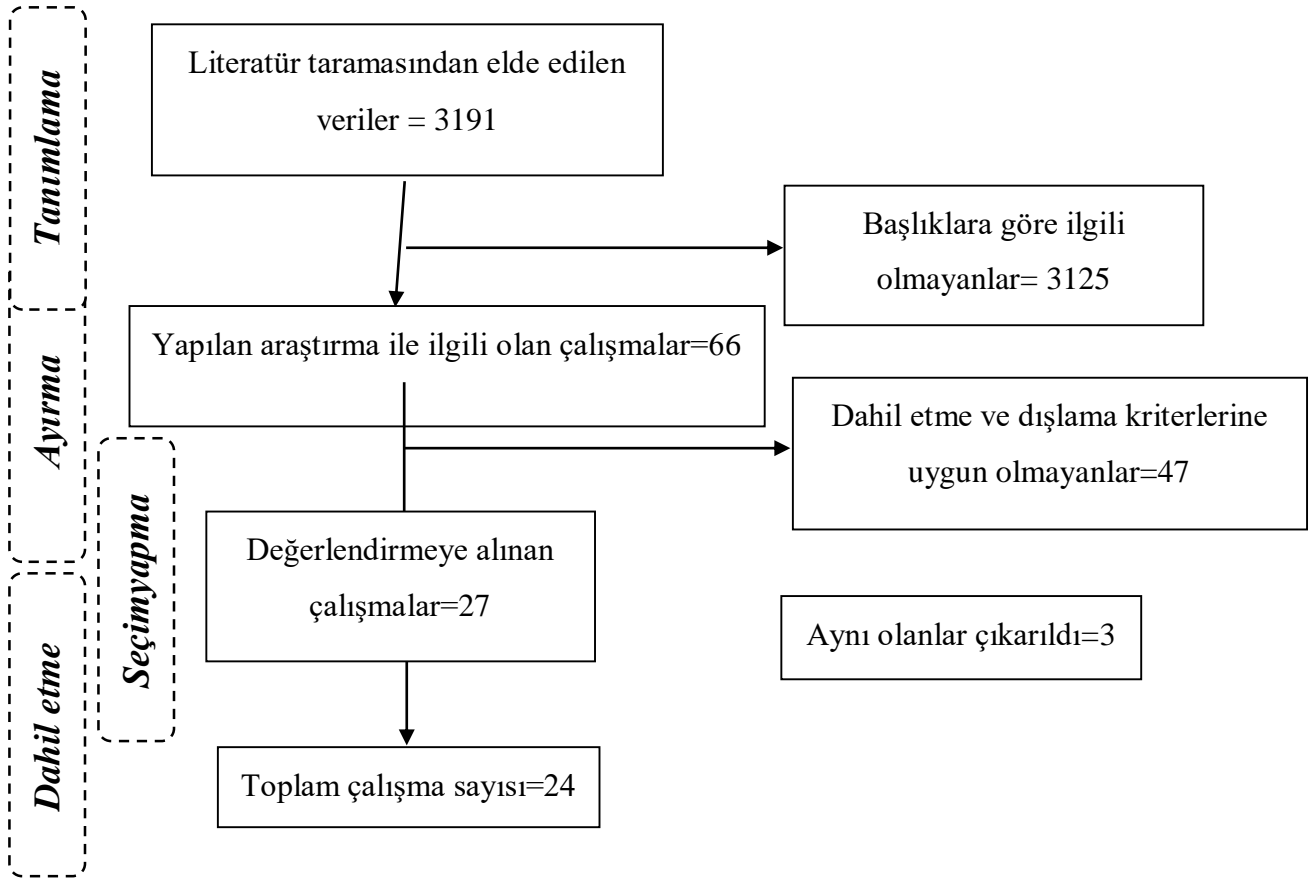 Tanımlama
Literatür taramasından elde edilen
veriler = 3191
Başlıklara göre ilgili
olmayanlar= 3125
Ayırma
Yapılan araştırma ile ilgili olan çalışmalar=66
Dahil etme ve dışlama kriterlerine
uygun olmayanlar=47
Seçimyapma
Değerlendirmeye alınan
çalışmalar=27
Aynı olanlar çıkarıldı=3
Dahil etme
Toplam çalışma sayısı=24